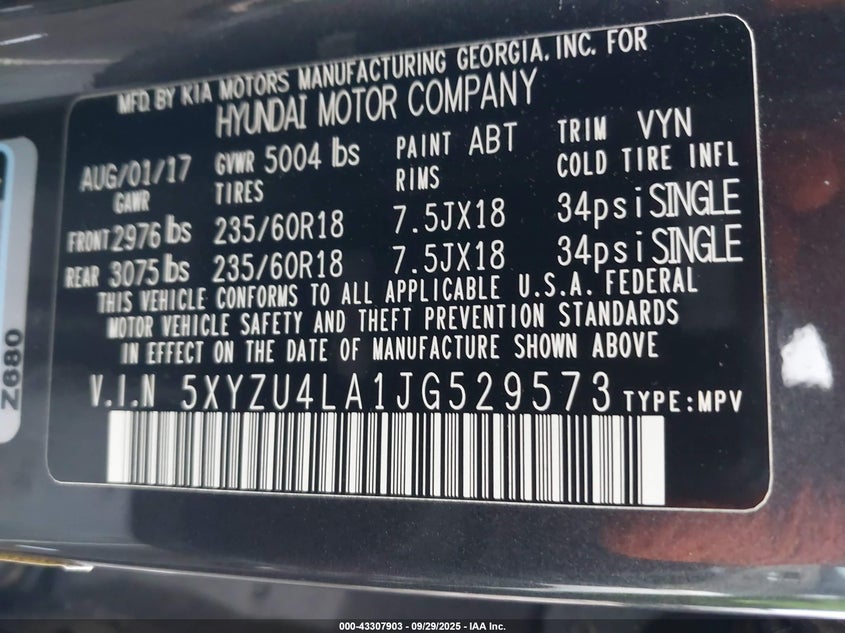 MFD. BY KIA MOTORS MANUFACTURING GEORGIA, INC. FOR
HYUNDAI MOTOR COMPANY
AUG/01/17 GVWR 5004 lbs PAINT ABT TRIM VYN
GAWR TIRES RIMS COLD TIRE INFL
FRONT 2976 lbs 235/60R18 7.5JX18 34psi SINGLE
REAR 3075 lbs 235/60R18 7.5JX18 34psi SINGLE
THIS VEHICLE CONFORMS TO ALL APPLICABLE U.S.A. FEDERAL
MOTOR VEHICLE SAFETY AND THEFT PREVENTION STANDARDS
IN EFFECT ON THE DATE OF MANUFACTURE SHOWN ABOVE
V.I.N 5XYZU4LA1JG529573 TYPE:MPV
Z680
000-43307903 - 09/29/2025 - IAA Inc.